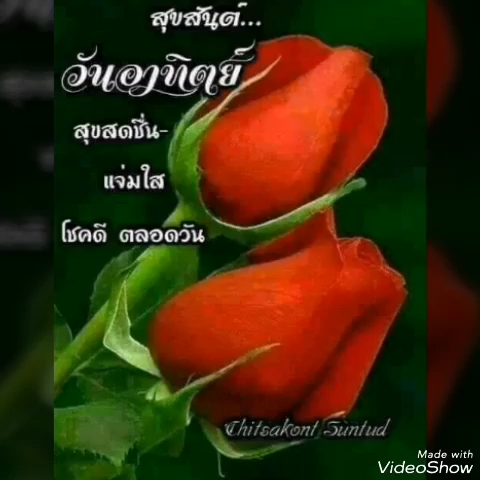 สุขสันต์...
วันอาทิตย์
สุขสดชื่น-
แจ่มใส
โชคดี ตลอดวัน
Chitsakont Suntud
Made with
VideoShow